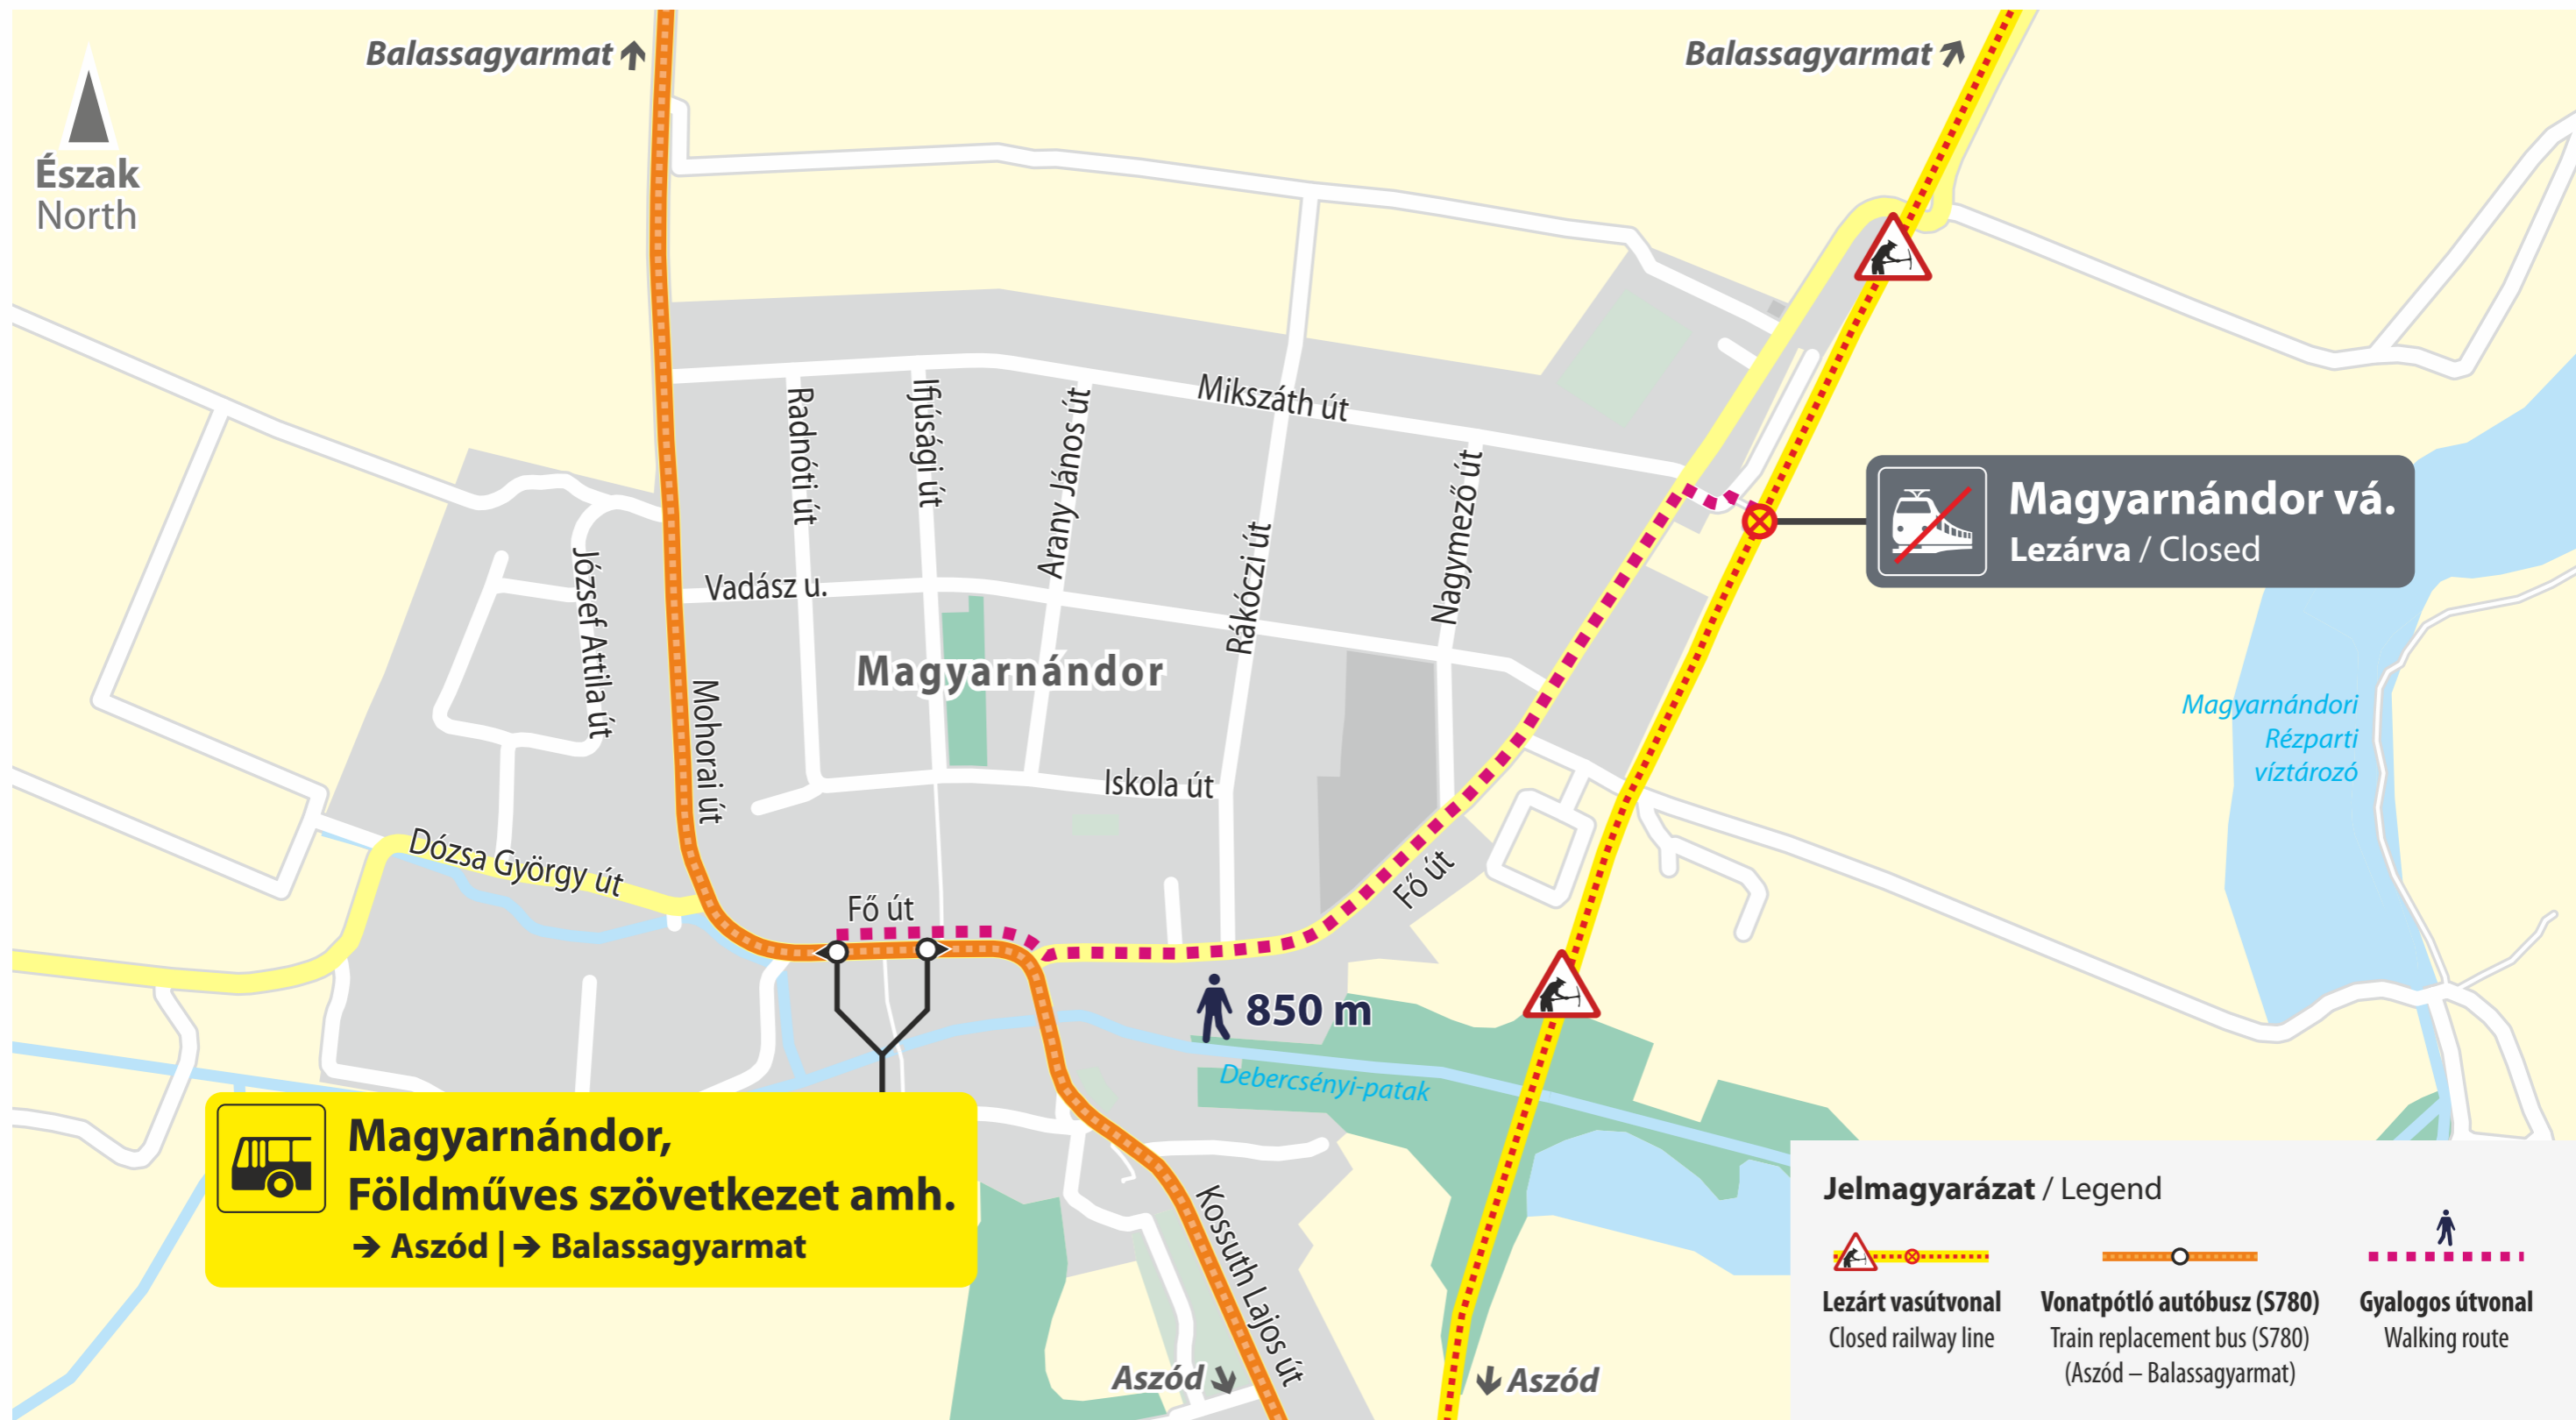 Balassagyarmat ↑
Balassagyarmat ↗
Észak
North
Mikszáth út
Radnóti út
Ifjúsági út
Arany János út
Rákóczi út
Nagymező út
Magyarnándor vá.
Lezárva / Closed
József Attila út
Vadász u.
Magyarnándor
Mohorai út
Magyarnándori
Rézparti
víztározó
Iskola út
Dózsa György út
Fő út
Fő út
850 m
Debercsényi-patak
Magyarnándor,
Földműves szövetkezet amh.
→ Aszód | → Balassagyarmat
Kossuth Lajos út
Aszód ↘
↓ Aszód
Jelmagyarázat / Legend
Lezárt vasútvonal
Closed railway line
Vonatpótló autóbusz (S780)
Train replacement bus (S780)
(Aszód – Balassagyarmat)
Gyalogos útvonal
Walking route